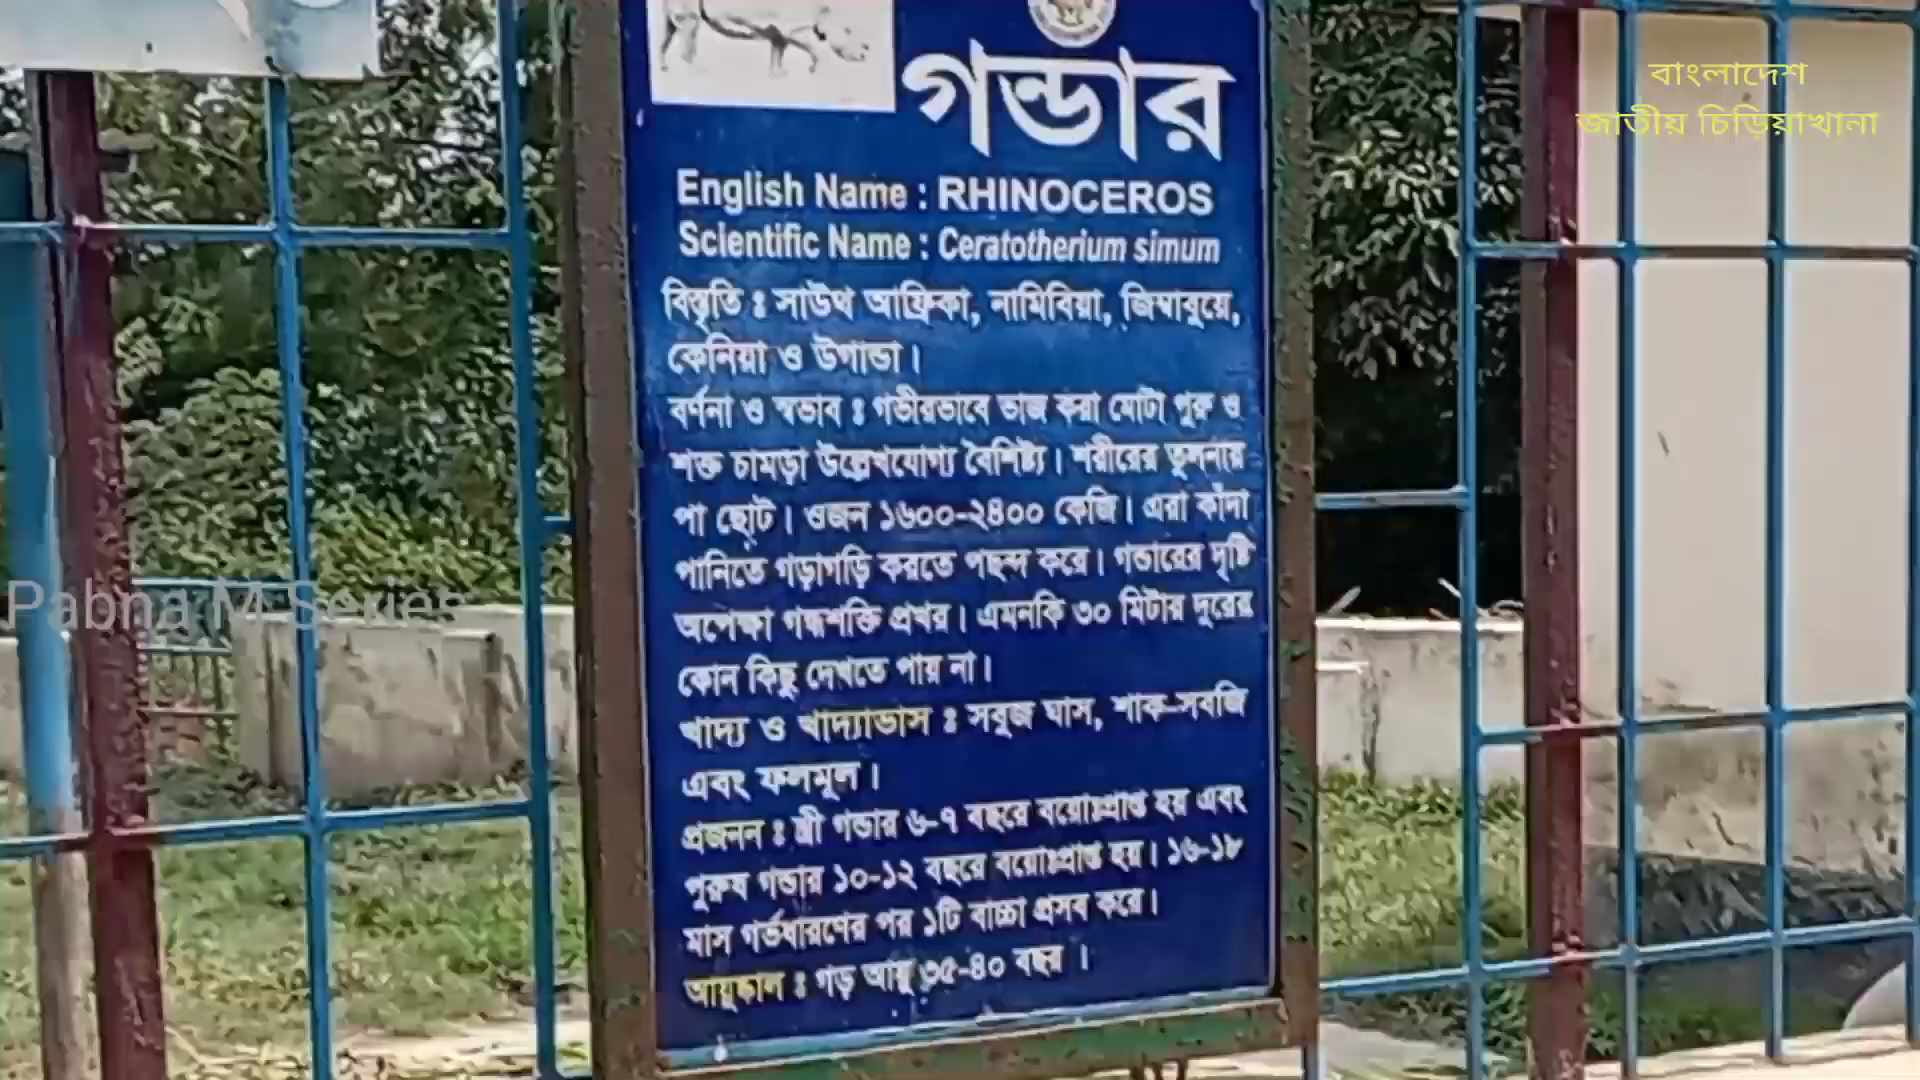 বাংলাদেশ
জাতীয় চিড়িয়াখানা
গন্ডার
English Name : RHINOCEROS
Scientific Name : Ceratotherium simum
বিস্তৃতি ঃ সাউথ আফ্রিকা, নামিবিয়া, জিম্বাবুয়ে,
কেনিয়া ও উগান্ডা।
বর্ণনা ও স্বভাব ঃ গভীরভাবে ভাজ করা মোটা পুরু ও
শক্ত চামড়া উল্লেখযোগ্য বৈশিষ্ট্য। শরীরের তুলনায়
পা ছোট। ওজন ১৬০০-২৪০০ কেজি। এরা কাঁদা
পানিতে গড়াগড়ি করতে পছন্দ করে। গন্ডারের দৃষ্টি
অপেক্ষা গন্ধশক্তি প্রখর। এমনকি ৩০ মিটার দুরের
কোন কিছু দেখতে পায় না।
খাদ্য ও খাদ্যাভাস ঃ সবুজ ঘাস, শাক-সবজি
এবং ফলমূল।
প্রজনন ঃ স্ত্রী গন্ডার ৬-৭ বছরে বয়োঃপ্রাপ্ত হয় এবং
পুরুষ গন্ডার ১০-১২ বছরে বয়োঃপ্রাপ্ত হয়। ১৬-১৮
মাস গর্ভধারণের পর ১টি বাচ্চা প্রসব করে।
আয়ুষ্কাল ঃ গড় আয়ু ৩৫-৪০ বছর।
Pabna M Series